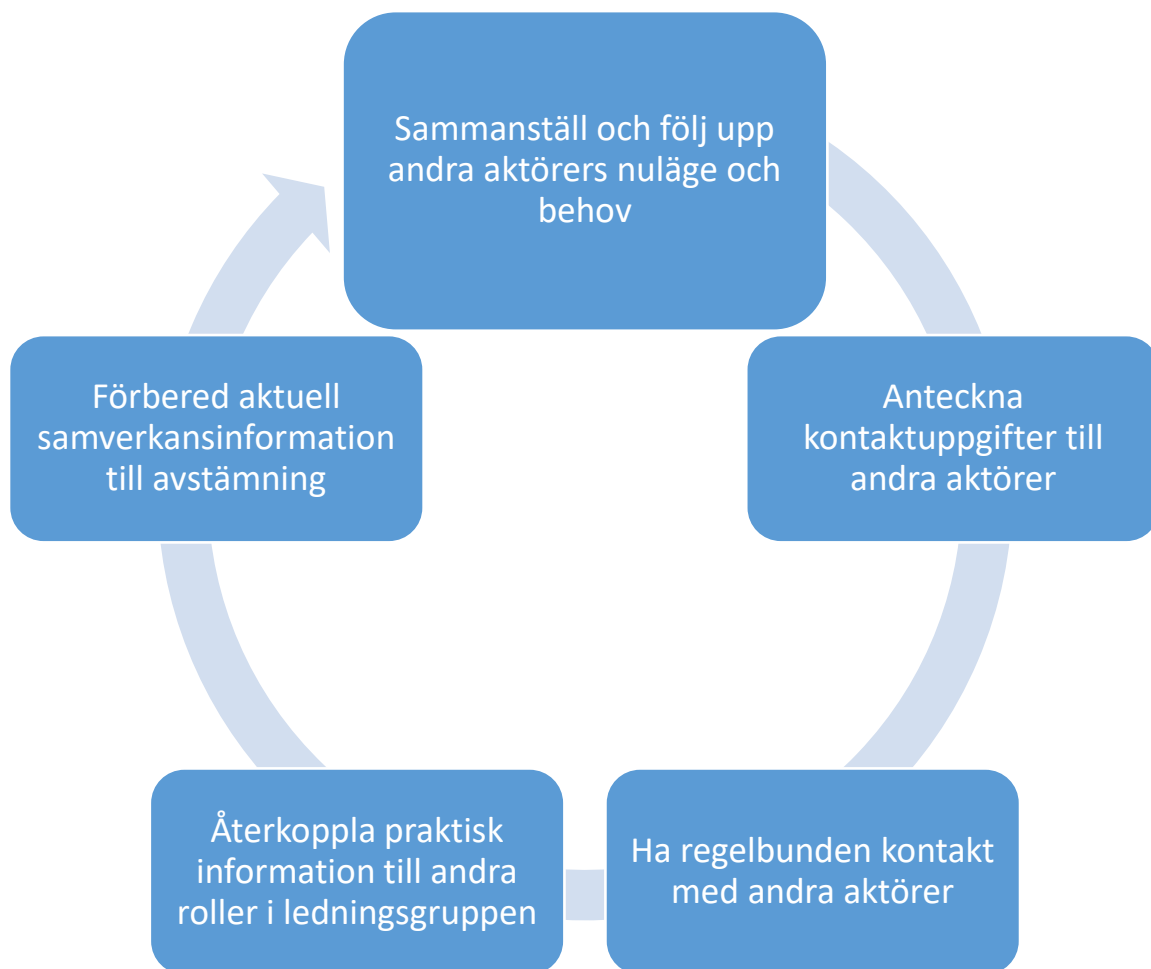 Sammanställ och följ upp
andra aktörers nuläge och
behov
Anteckna
kontaktuppgifter till
andra aktörer
Ha regelbunden kontakt
med andra aktörer
Återkoppla praktisk
information till andra
roller i ledningsgruppen
Förbered aktuell
samverkansinformation
till avstämning